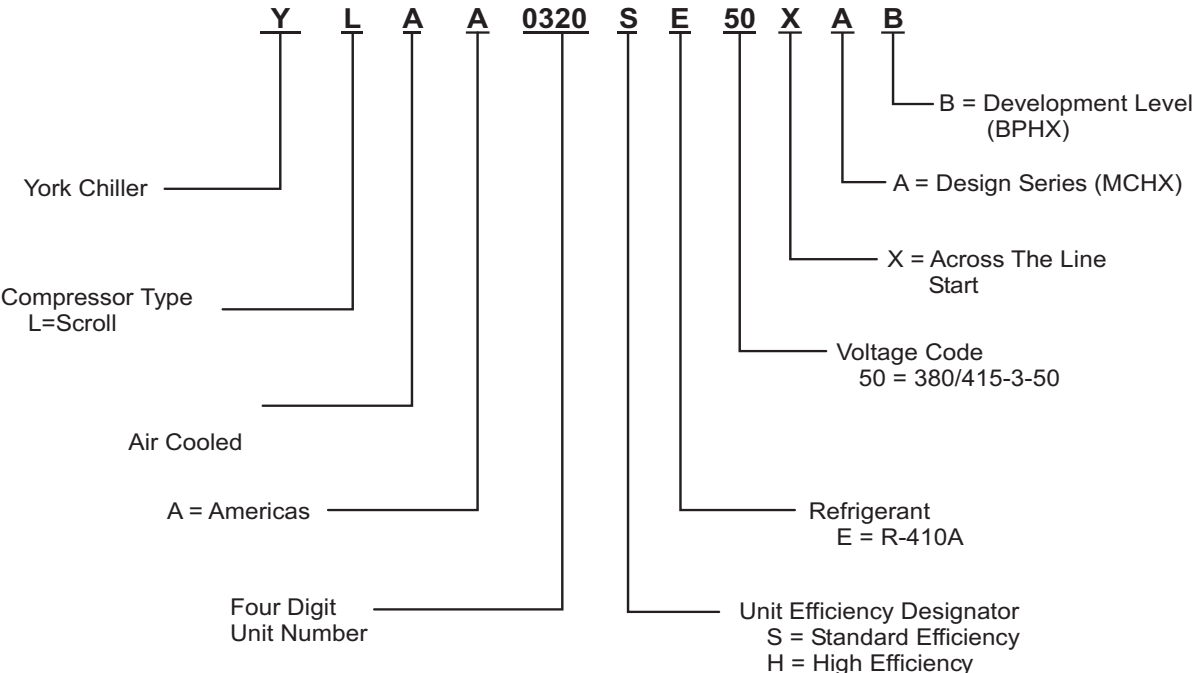 Y L A A 0320 S E 50 X A B
B = Development Level
(BPHX)
York Chiller
A = Design Series (MCHX)
X = Across The Line
Start
Compressor Type
L=Scroll
Voltage Code
50 = 380/415-3-50
Air Cooled
A = Americas
Refrigerant
E = R-410A
Four Digit
Unit Number
Unit Efficiency Designator
S = Standard Efficiency
H = High Efficiency